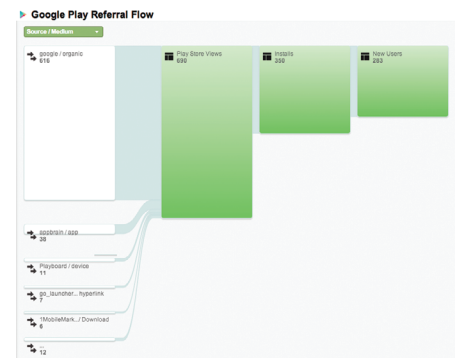 Google Play Referral Flow
Source / Medium
google / organic
616
Play Store Views
690
Installs
350
New Users
283
appbrain / app
38
Playboard / device
11
go_launcher... hyperlink
7
1MobileMark.../ Download
6
...
12